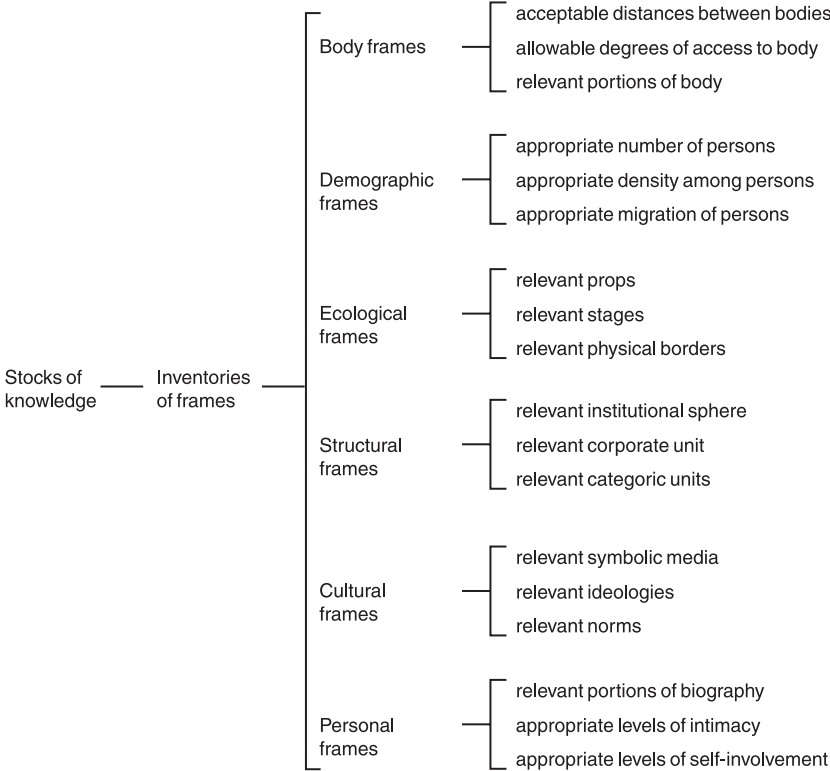 Stocks of
knowledge
Inventories
of frames
Body frames
acceptable distances between bodies
allowable degrees of access to body
relevant portions of body
Demographic
frames
appropriate number of persons
appropriate density among persons
appropriate migration of persons
Ecological
frames
relevant props
relevant stages
relevant physical borders
Structural
frames
relevant institutional sphere
relevant corporate unit
relevant categoric units
Cultural
frames
relevant symbolic media
relevant ideologies
relevant norms
Personal
frames
relevant portions of biography
appropriate levels of intimacy
appropriate levels of self-involvement